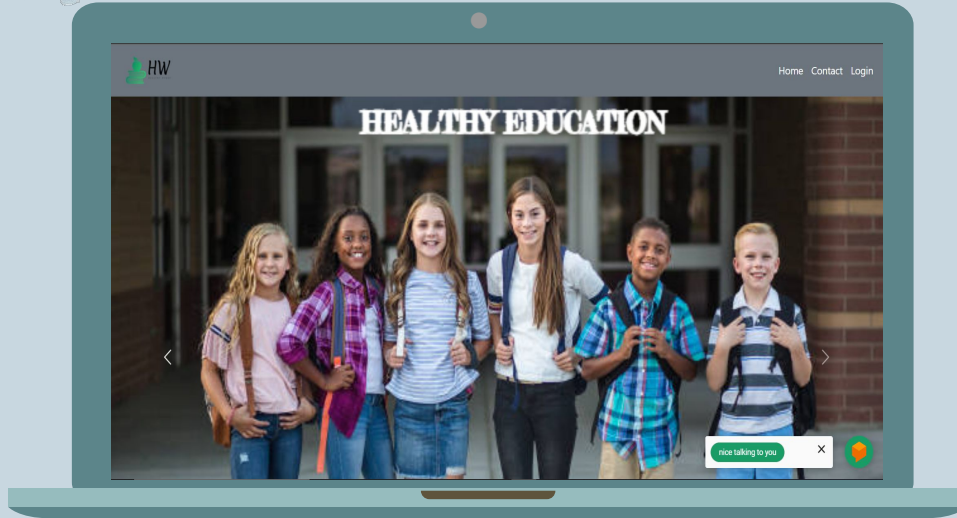 HW
Home Contact Login
HEALTHY EDUCATION
nice talking to you
X